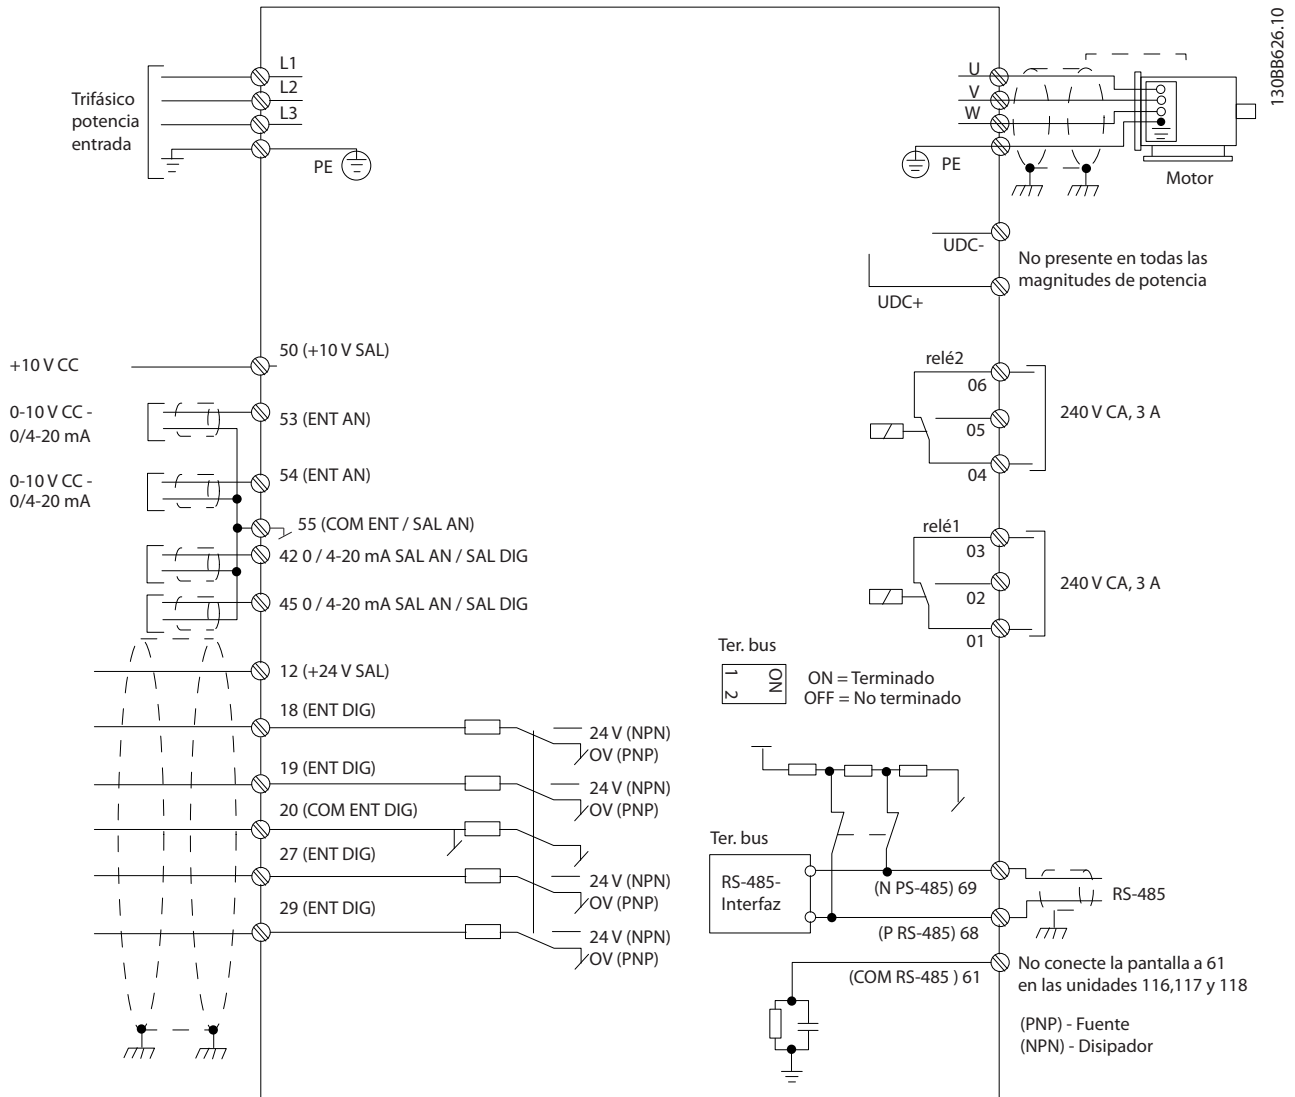 130BB626.10
L1
L2
L3
Trifásico
potencia
entrada
PE
U
V
W
PE
Motor
UDC-
No presente en todas las
magnitudes de potencia
UDC+
+10 V CC
50 (+10 V SAL)
0-10 V CC -
0/4-20 mA
53 (ENT AN)
0-10 V CC -
0/4-20 mA
54 (ENT AN)
55 (COM ENT / SAL AN)
42 0 / 4-20 mA SAL AN / SAL DIG
45 0 / 4-20 mA SAL AN / SAL DIG
12 (+24 V SAL)
18 (ENT DIG)
24 V (NPN)
OV (PNP)
19 (ENT DIG)
24 V (NPN)
OV (PNP)
20 (COM ENT DIG)
27 (ENT DIG)
24 V (NPN)
OV (PNP)
29 (ENT DIG)
24 V (NPN)
OV (PNP)
relé2
06
05
04
240 V CA, 3 A
relé1
03
02
01
240 V CA, 3 A
Ter. bus
1
2
ON
ON = Terminado
OFF = No terminado
Ter. bus
RS-485-
Interfaz
(N PS-485) 69
RS-485
(P RS-485) 68
(COM RS-485 ) 61
No conecte la pantalla a 61
en las unidades 116,117 y 118
(PNP) - Fuente
(NPN) - Disipador